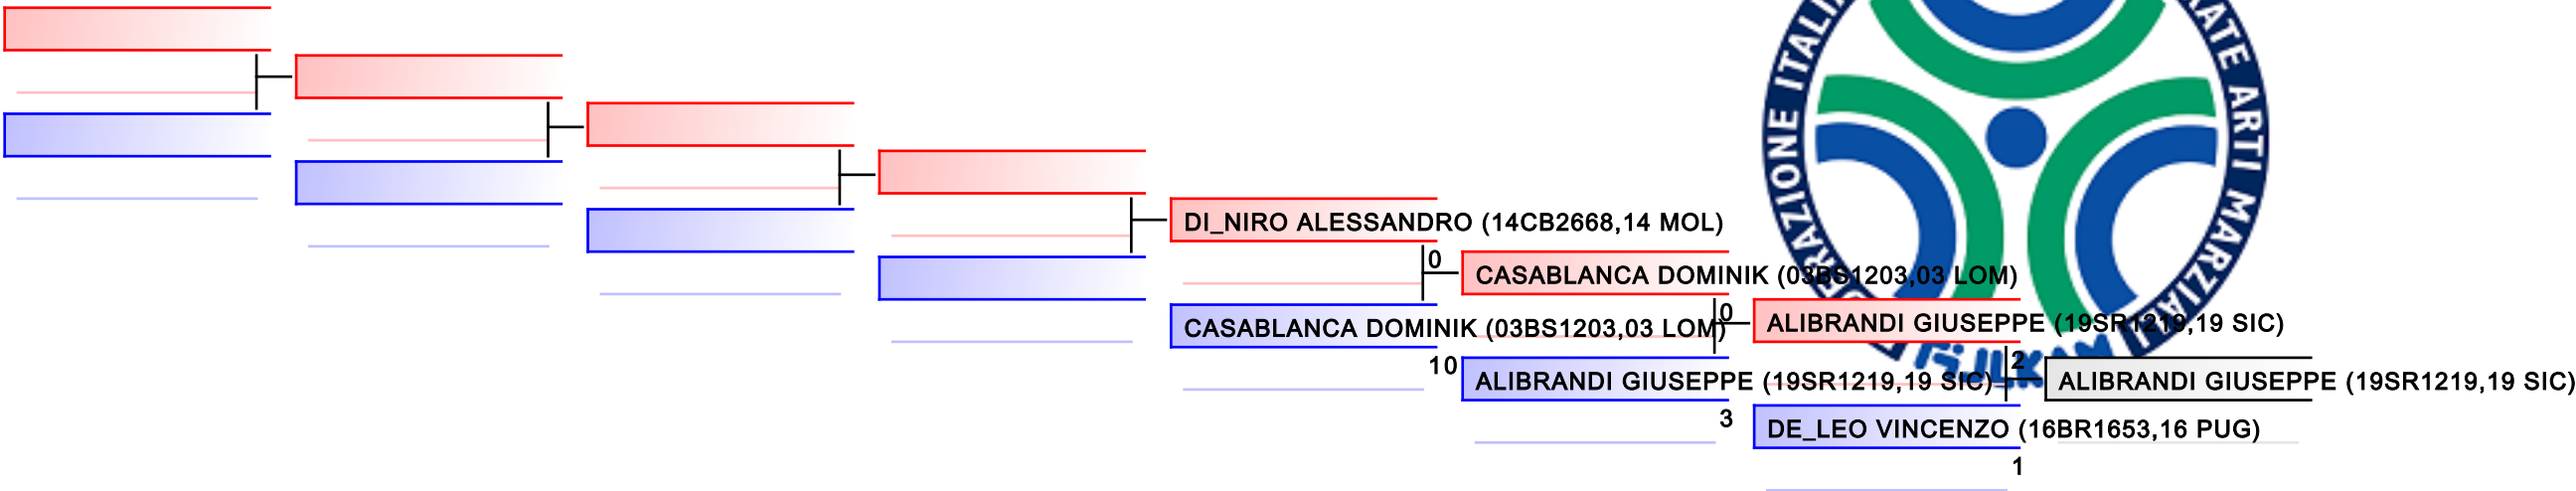 DI_NIRO ALESSANDRO (14CB2668,14 MOL)
0
CASABLANCA DOMINIK (03BS1203,03 LOM)
CASABLANCA DOMINIK (03BS1203,03 LOM)
10
0
ALIBRANDI GIUSEPPE (19SR1219,19 SIC)
ALIBRANDI GIUSEPPE (19SR1219,19 SIC)
3
2
ALIBRANDI GIUSEPPE (19SR1219,19 SIC)
DE_LEO VINCENZO (16BR1653,16 PUG)
1
ARTI MARZIALI